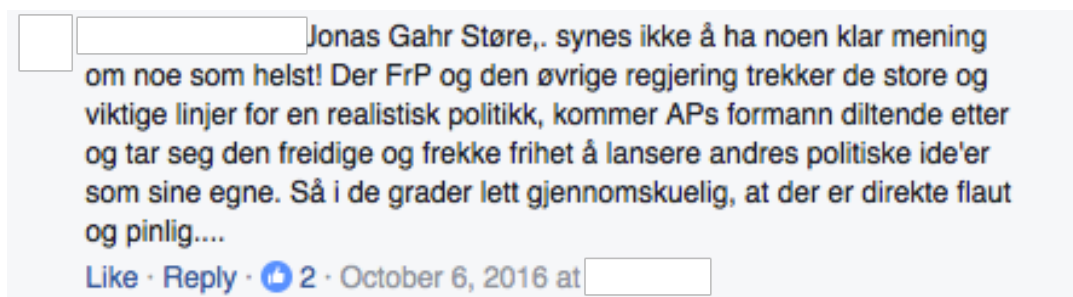 Jonas Gahr Støre,. synes ikke å ha noen klar mening
om noe som helst! Der FrP og den øvrige regjering trekker de store og
viktige linjer for en realistisk politikk, kommer APs formann diltende etter
og tar seg den freidige og frekke frihet å lansere andres politiske ide'er
som sine egne. Så i de grader lett gjennomskuelig, at der er direkte flaut
og pinlig....
Like · Reply · 2 · October 6, 2016 at